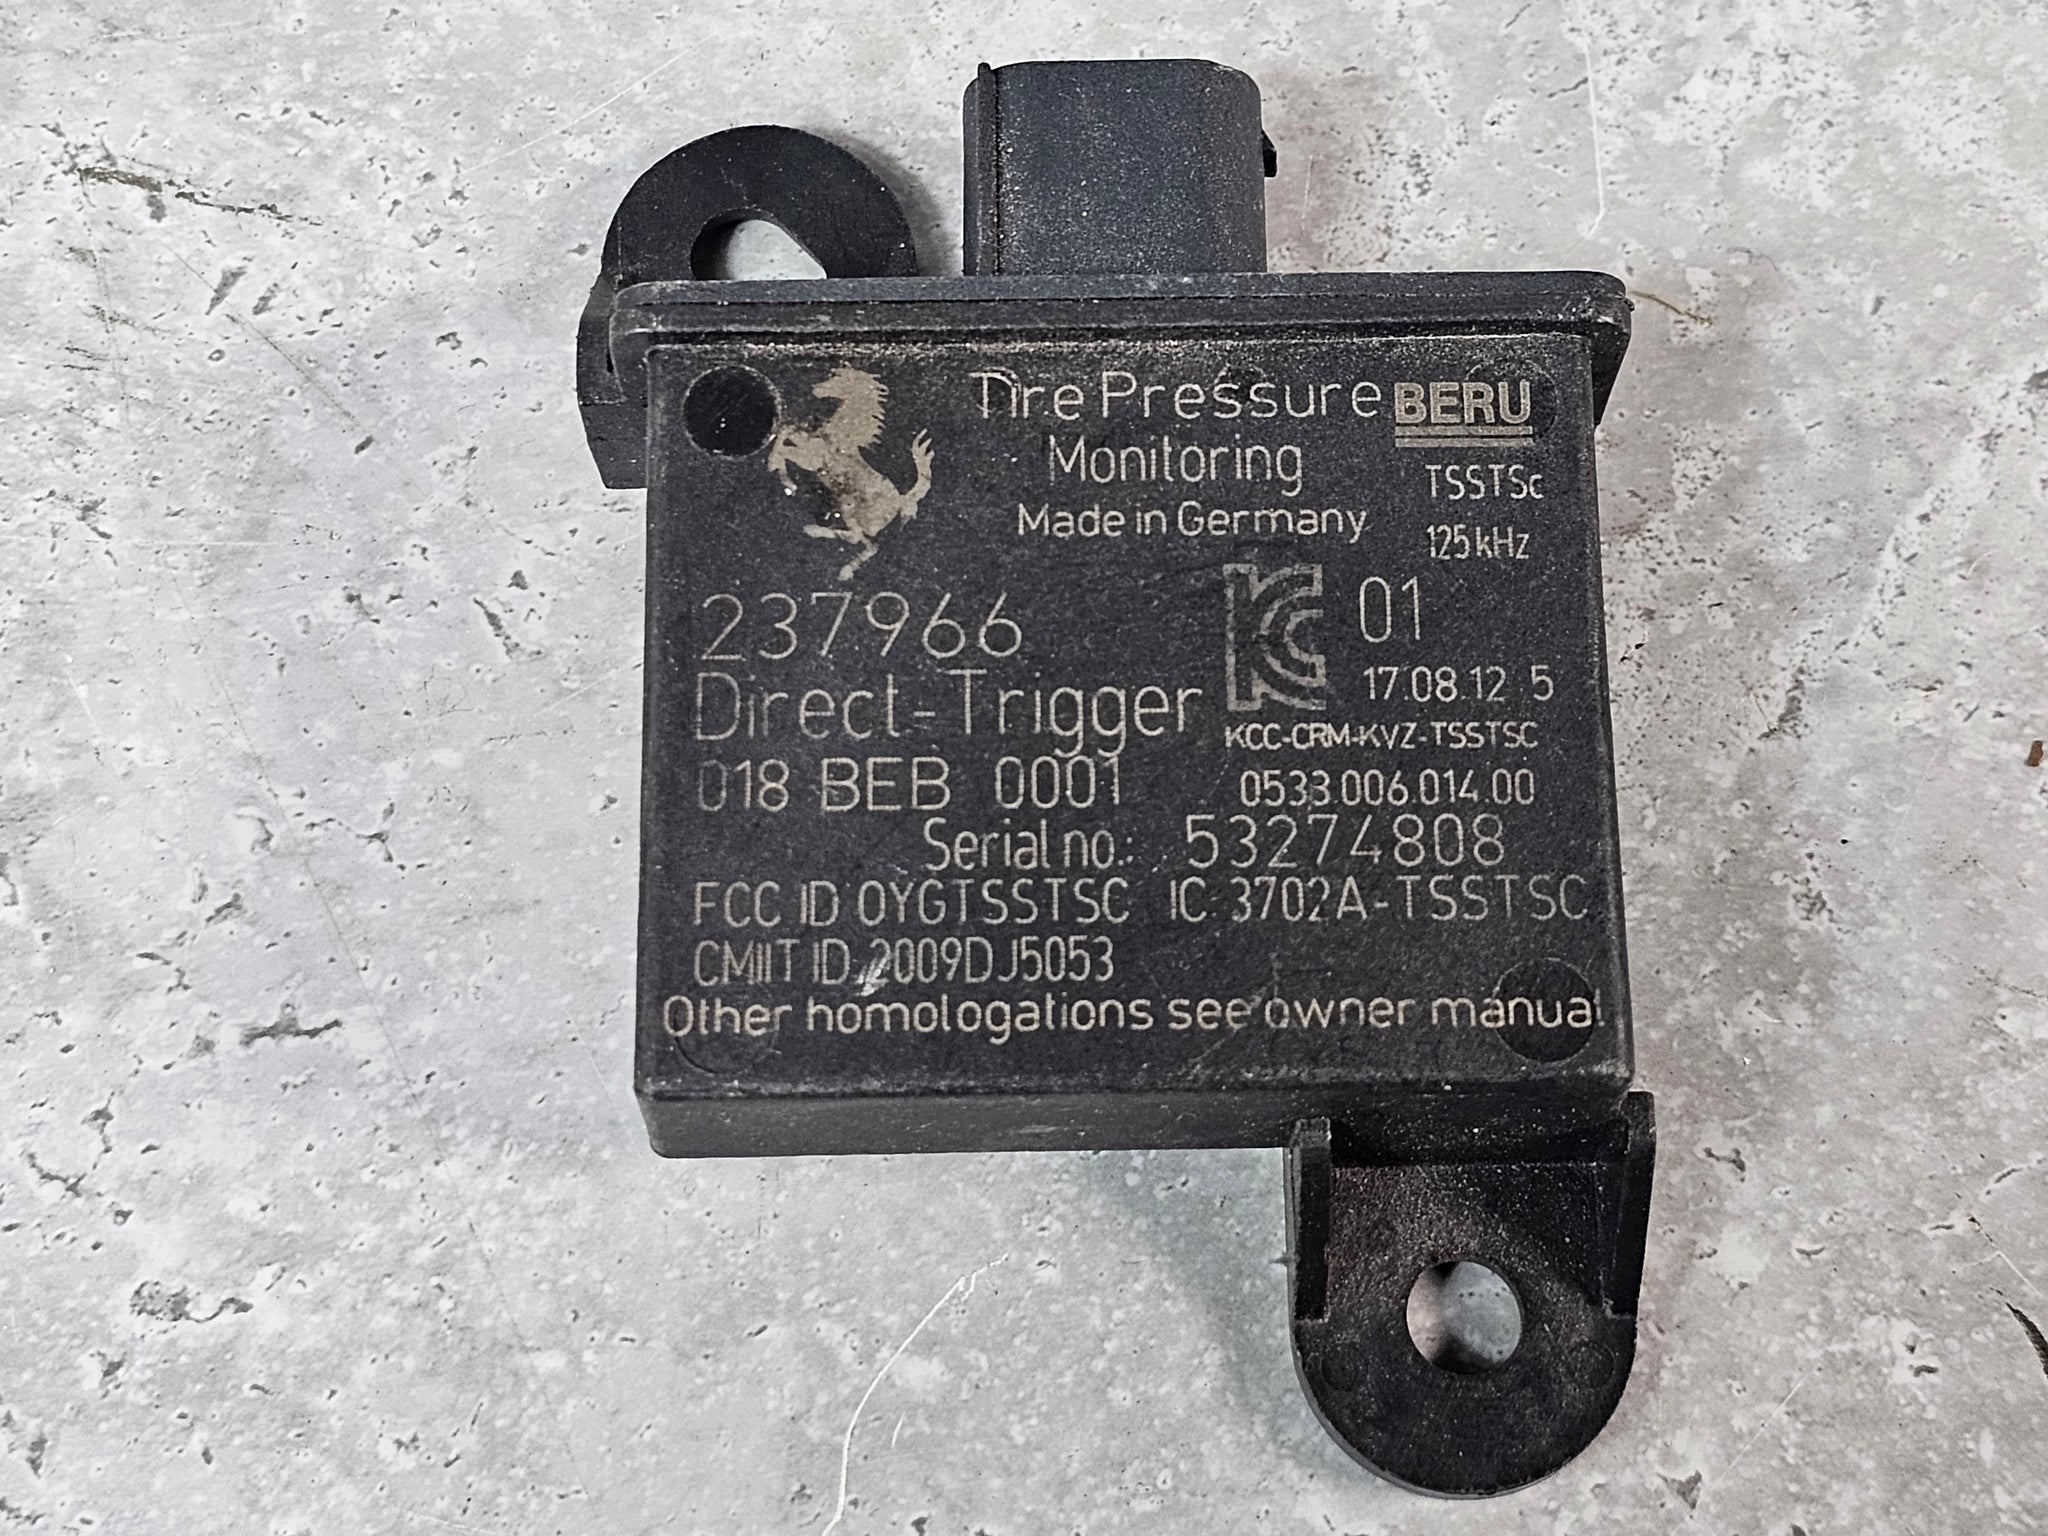 Tire Pressure BERU
Monitoring TSSTSc
Made in Germany 125kHz
237966 KC 01
17.08.12 5
Direct-Trigger
KCC-CRM-KVZ-TSSTSC
018 BEB 0001 0533.006.014.00
Serial no.: 53274808
FCC ID OYGTSSTSC IC: 3702A-TSSTSC
CMIIT ID: 2009DJ5053
Other homologations see owner manual